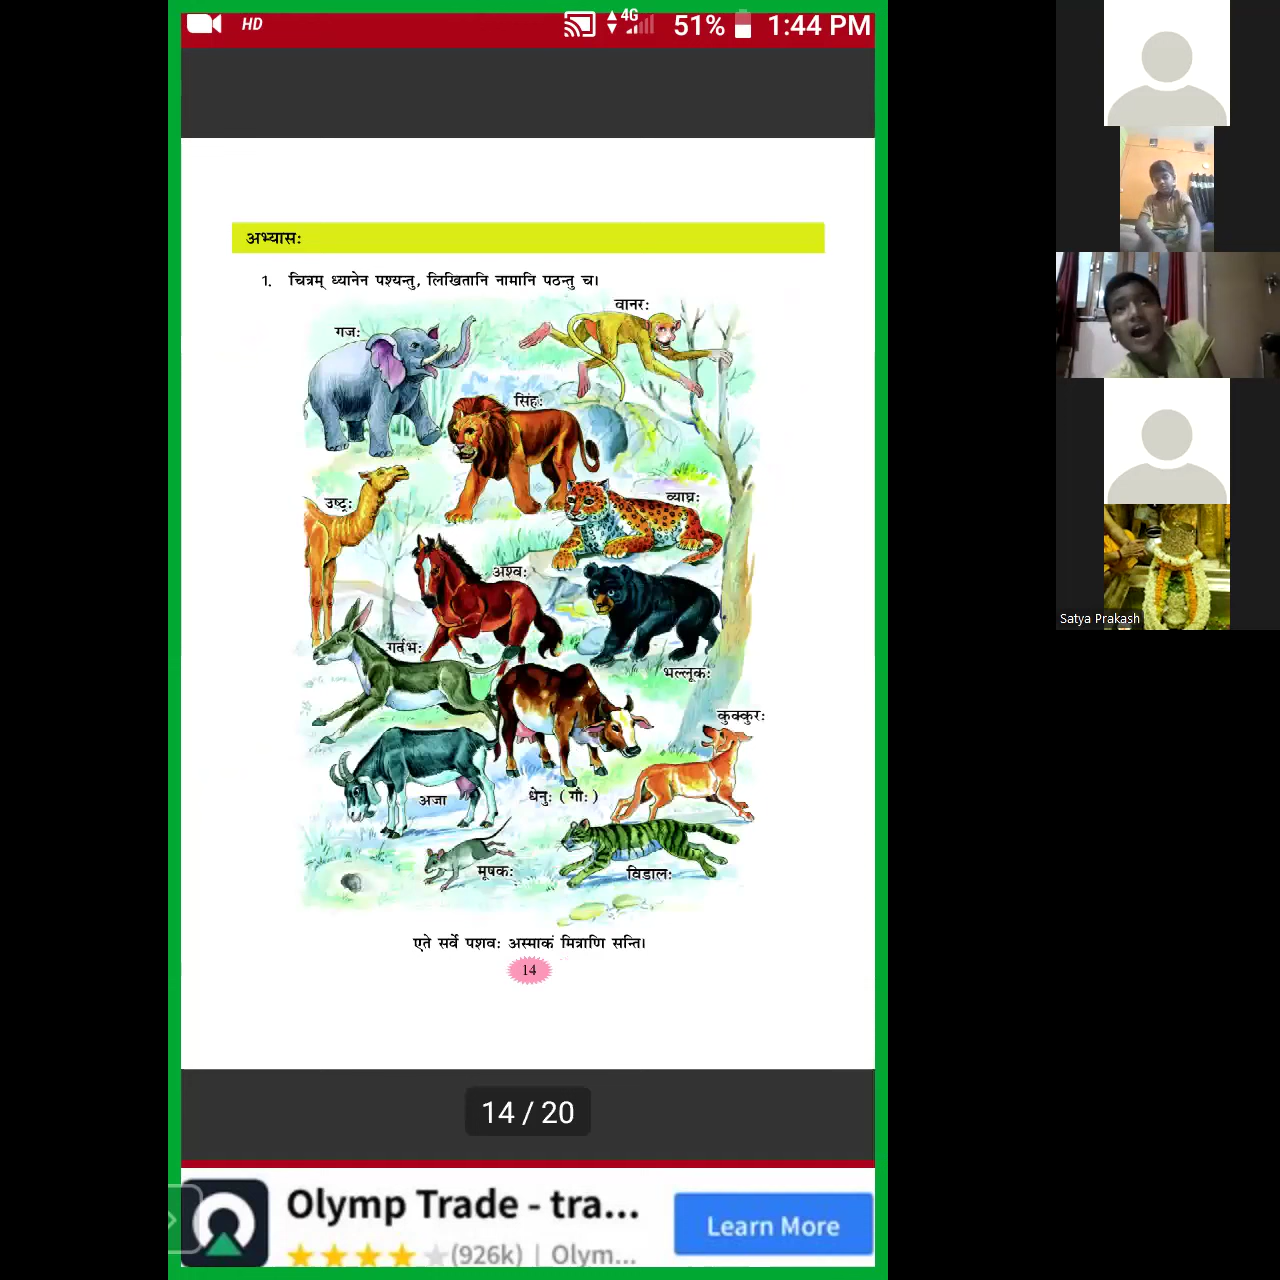 HD 4G 51% 1:44 PM
अभ्यासः
1. चित्रम् ध्यानेन पश्यन्तु, लिखितानि नामानि पठन्तु च।
वानरः
गजः
सिंहः
उष्ट्रः
व्याघ्रः
अश्वः
गर्वभः
भल्लूकः
कुक्कुरः
अजा
धेनुः (गौः)
मूषकः
विडालः
एते सर्वे पशवः अस्माकं मित्राणि सन्ति।
14
14 / 20
Olymp Trade - tra...
(926k) | Olym...
Learn More
Satya Prakash